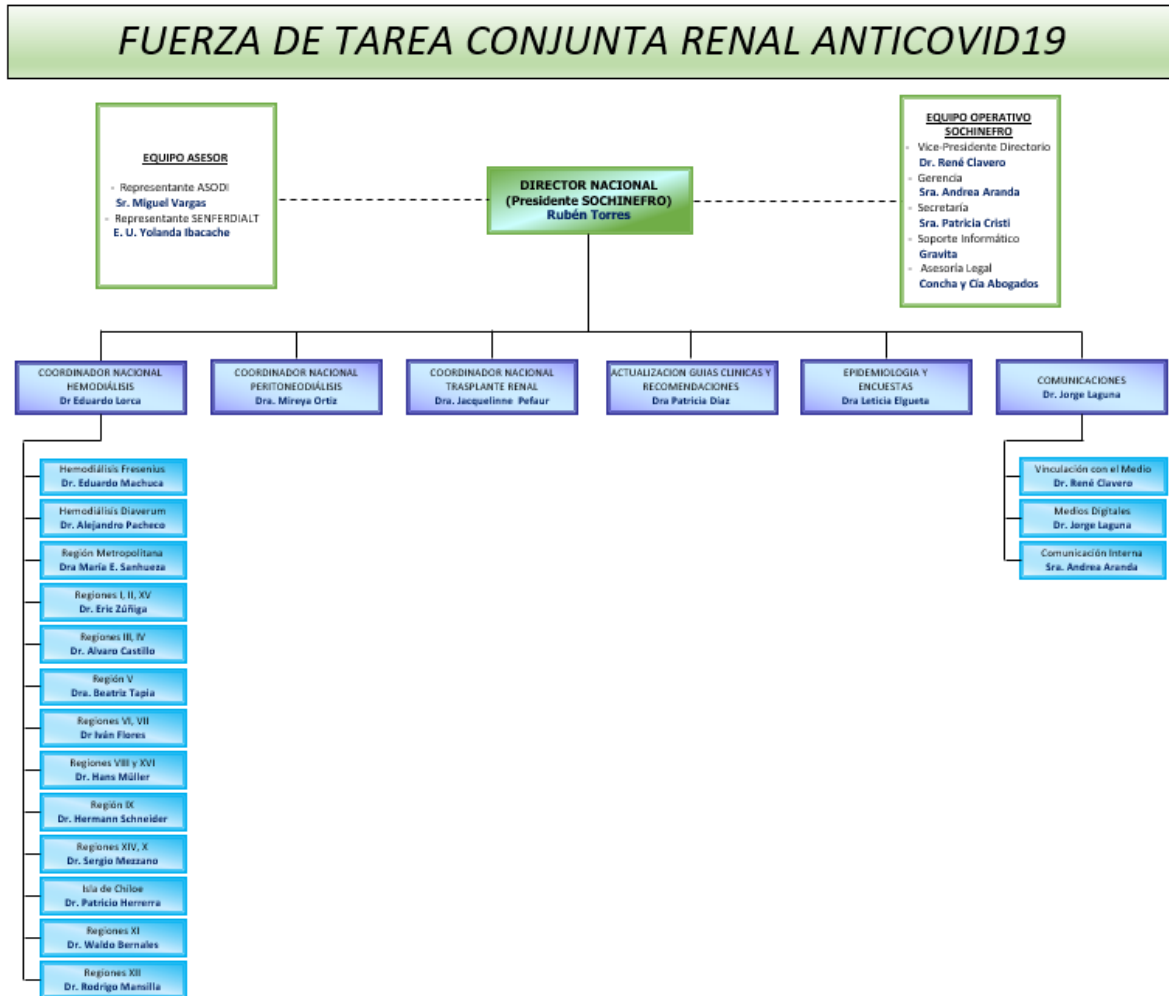 FUERZA DE TAREA CONJUNTA RENAL ANTICOVID19
EQUIPO ASESOR
- Representante ASODI
Sr. Miguel Vargas
- Representante SENFERDIALT
E. U. Yolanda Ibacache
DIRECTOR NACIONAL
(Presidente SOCHINEFRO)
Rubén Torres
EQUIPO OPERATIVO
SOCHINEFRO
- Vice-Presidente Directorio
Dr. René Clavero
- Gerencia
Sra. Andrea Aranda
- Secretaría
Sra. Patricia Cristi
- Soporte Informático
Gravita
- Asesoría Legal
Concha y Cía Abogados
COORDINADOR NACIONAL
HEMODIÁLISIS
Dr Eduardo Lorca
COORDINADOR NACIONAL
PERITONEODIÁLISIS
Dra. Mireya Ortiz
COORDINADOR NACIONAL
TRASPLANTE RENAL
Dra. Jacquelinne Pefaur
ACTUALIZACION GUIAS CLINICAS Y
RECOMENDACIONES
Dra Patricia Díaz
EPIDEMIOLOGIA Y
ENCUESTAS
Dra Leticia Elgueta
COMUNICACIONES
Dr. Jorge Laguna
Hemodiálisis Fresenius
Dr. Eduardo Machuca
Hemodiálisis Diaverum
Dr. Alejandro Pacheco
Región Metropolitana
Dra María E. Sanhueza
Regiones I, II, XV
Dr. Eric Zúñiga
Regiones III, IV
Dr. Alvaro Castillo
Región V
Dra. Beatriz Tapia
Regiones VI, VII
Dr Iván Flores
Regiones VIII y XVI
Dr. Hans Müller
Región IX
Dr. Hermann Schneider
Regiones XIV, X
Dr. Sergio Mezzano
Isla de Chiloe
Dr. Patricio Herrerra
Regiones XI
Dr. Waldo Bernales
Regiones XII
Dr. Rodrigo Mansilla
Vinculación con el Medio
Dr. René Clavero
Medios Digitales
Dr. Jorge Laguna
Comunicación Interna
Sra. Andrea Aranda